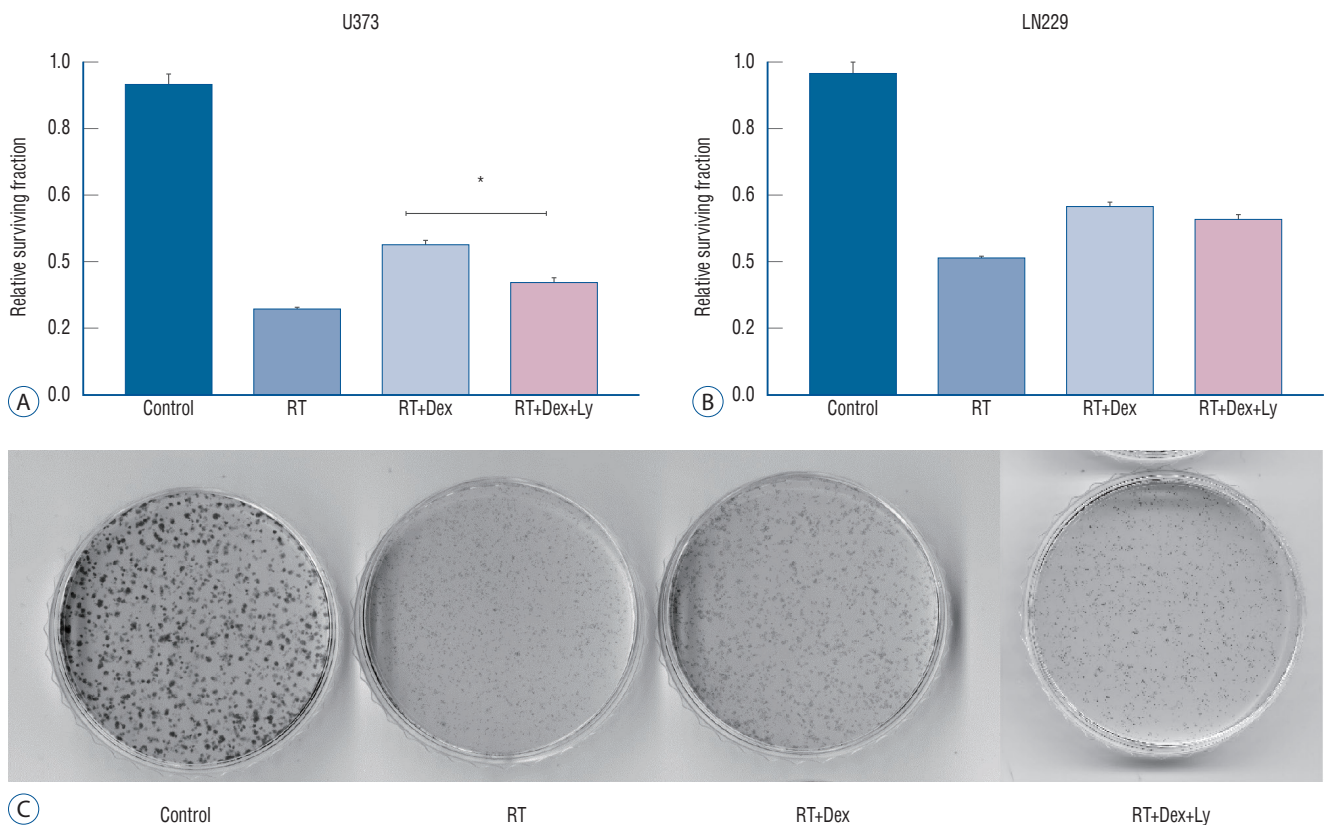 U373
Relative surviving fraction
1.0
0.8
0.6
0.5
0.2
0.0
*
Control
RT
RT+Dex
RT+Dex+Ly
A
LN229
Relative surviving fraction
1.0
0.8
0.6
0.5
0.2
0.0
Control
RT
RT+Dex
RT+Dex+Ly
B
C
Control
RT
RT+Dex
RT+Dex+Ly